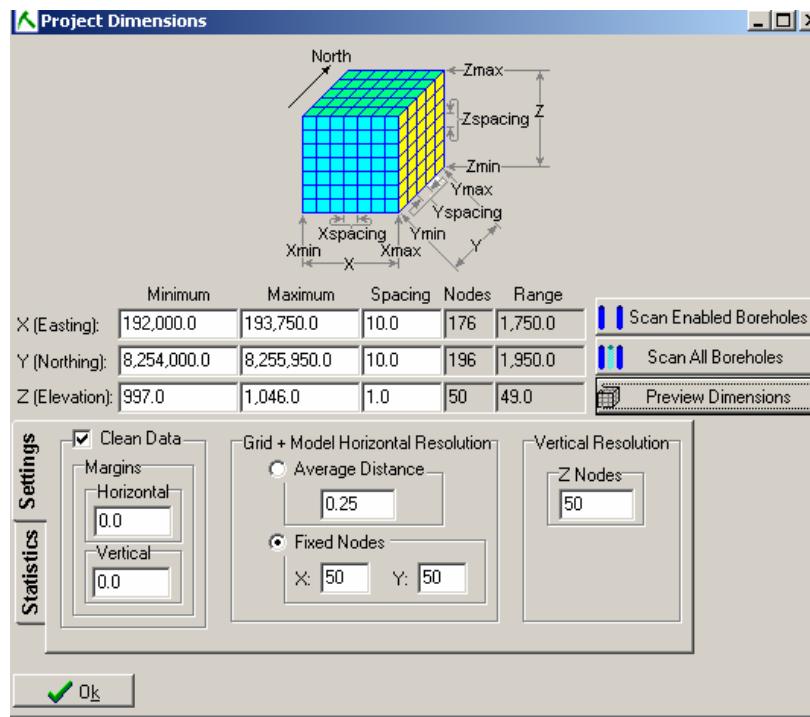 Project Dimensions
North
Zmax
Zspacing Z
Zmin
Ymax
Yspacing
Xspacing Ymin
Xmin X Xmax Y
Minimum Maximum Spacing Nodes Range
X (Easting): 192,000.0 193,750.0 10.0 176 1,750.0 Scan Enabled Boreholes
Y (Northing): 8,254,000.0 8,255,950.0 10.0 196 1,950.0 Scan All Boreholes
Z (Elevation): 997.0 1,046.0 1.0 50 49.0 Preview Dimensions
Settings
Statistics
Clean Data
Margins
Horizontal
0.0
Vertical
0.0
Grid + Model Horizontal Resolution
Average Distance
0.25
Fixed Nodes
X: 50 Y: 50
Vertical Resolution
Z Nodes
50
Ok